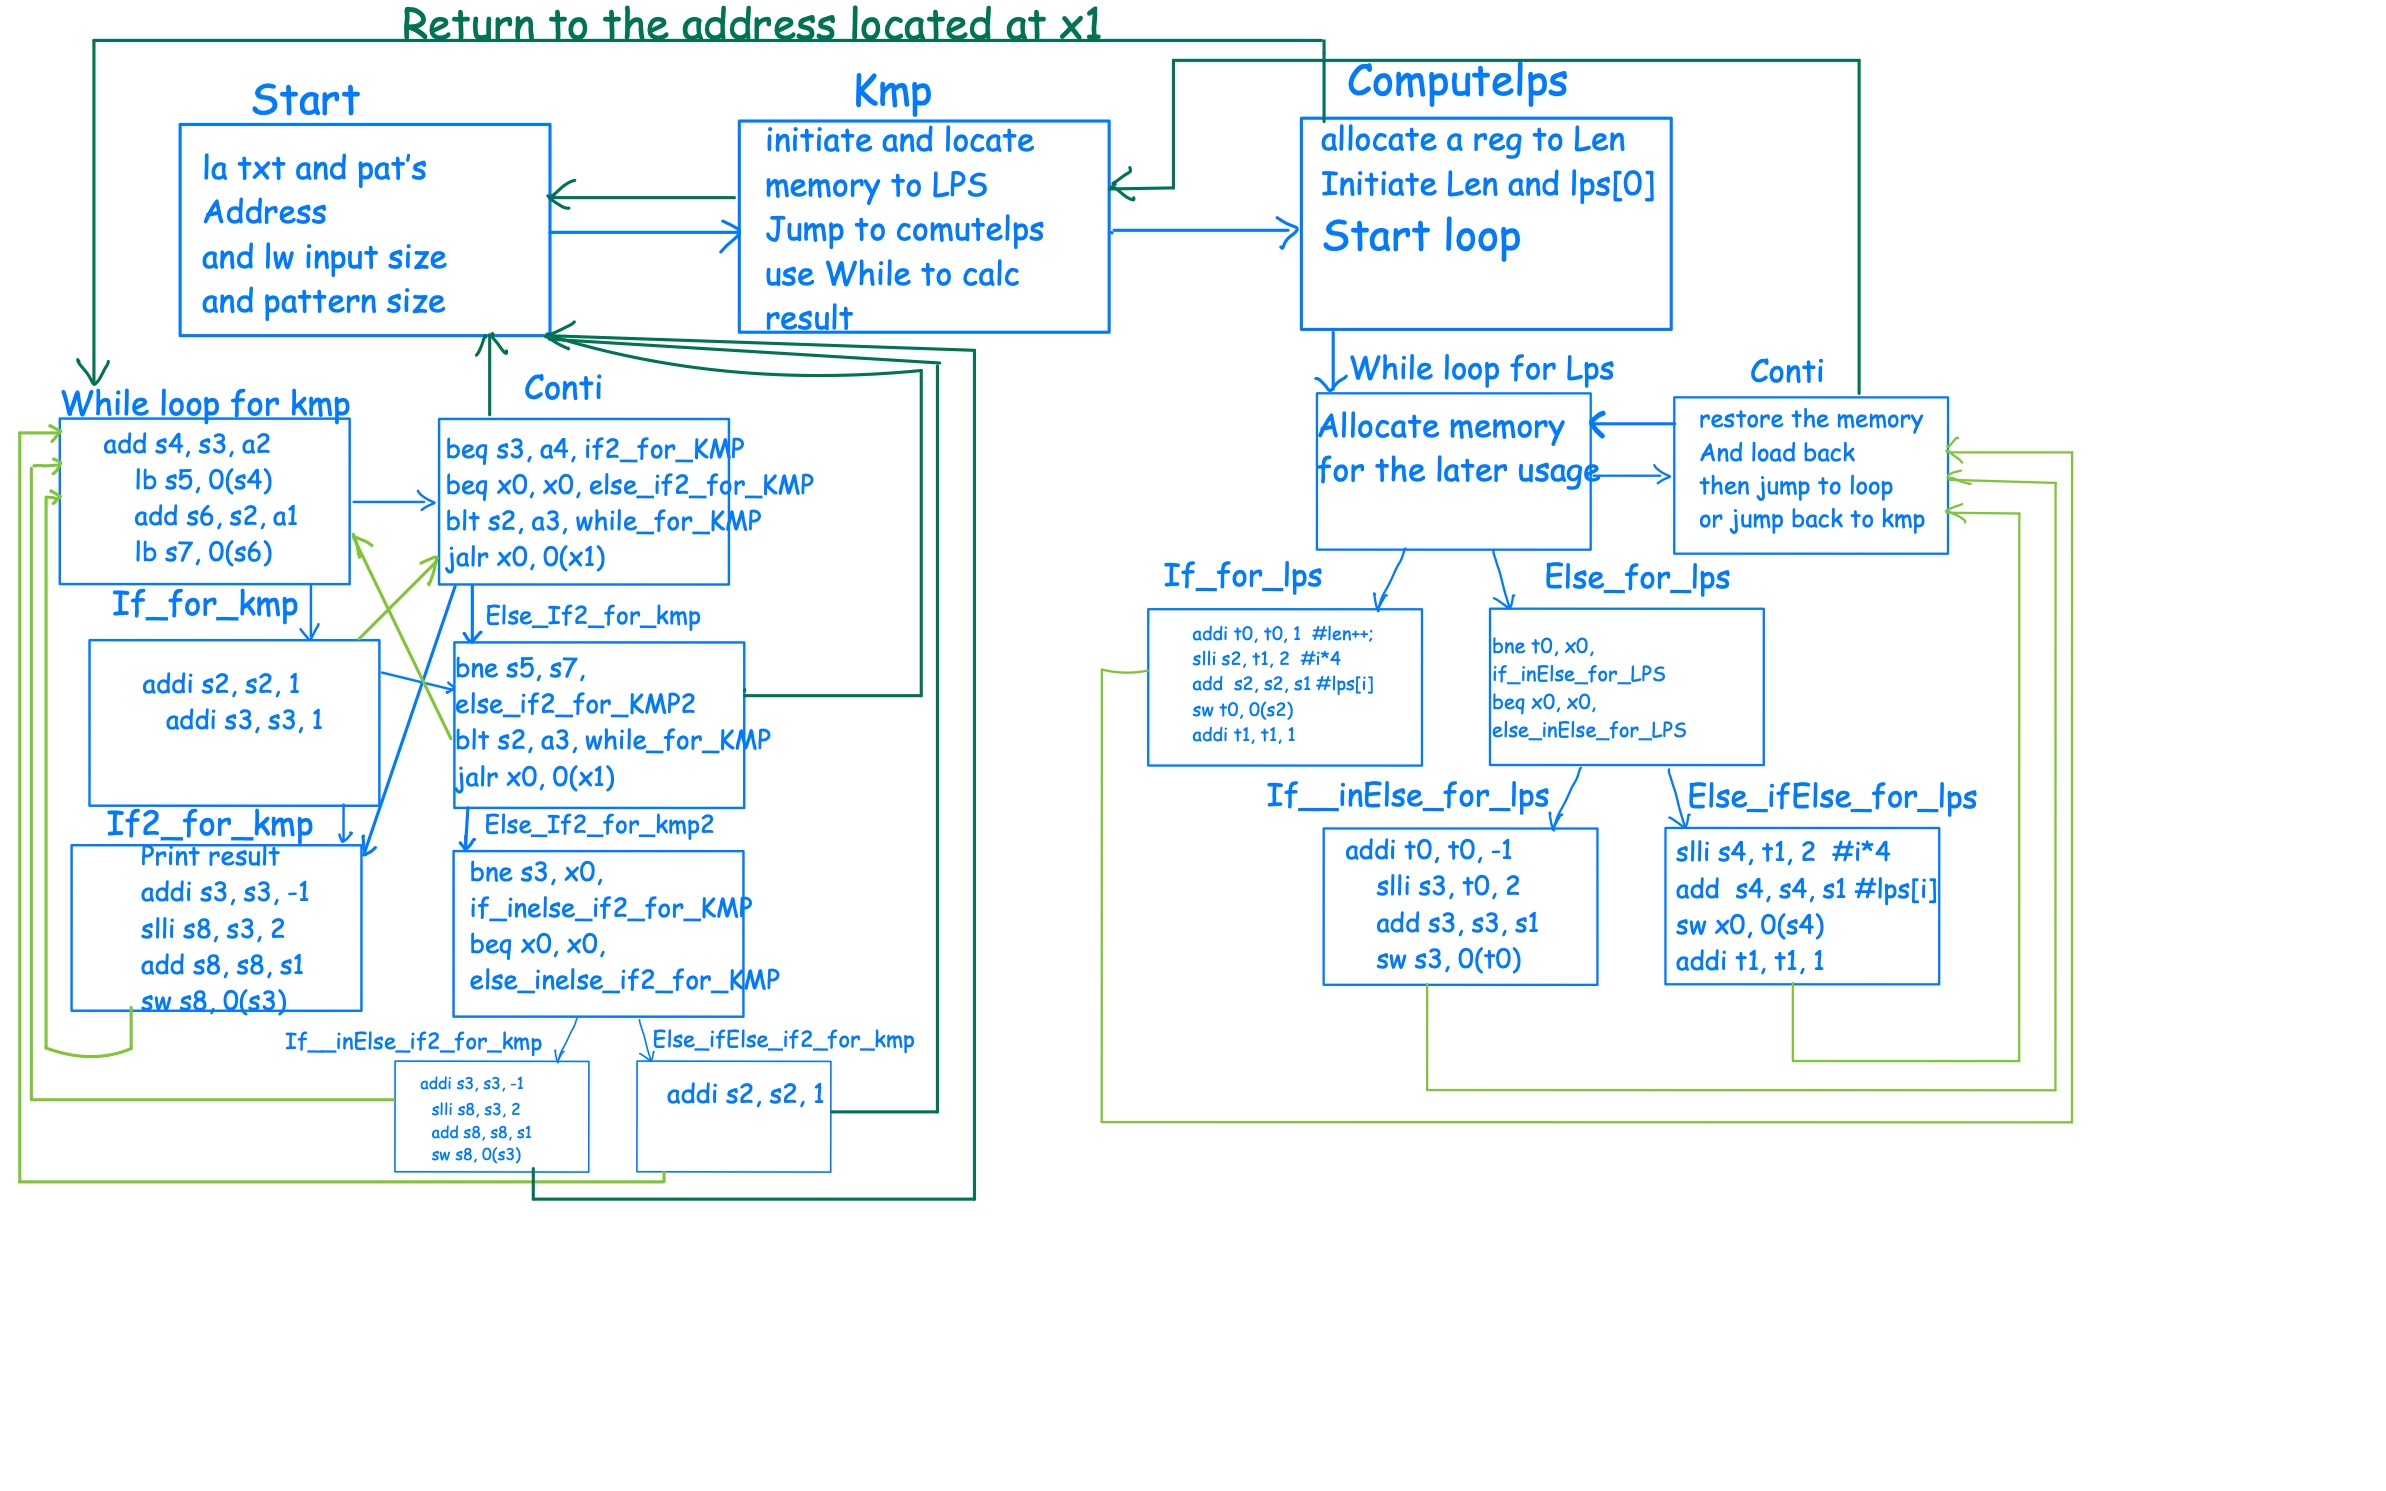 Return to the address located at x1
Start
la txt and pat's
Address
and lw input size
and pattern size
Kmp
initiate and locate
memory to LPS
Jump to comutelps
use While to calc
result
Computelps
allocate a reg to Len
Initiate Len and lps[0]
Start loop
While loop for kmp
add s4, s3, a2
lb s5, 0(s4)
add s6, s2, a1
lb s7, 0(s6)
Conti
beq s3, a4, if2_for_KMP
beq x0, x0, else_if2_for_KMP
blt s2, a3, while_for_KMP
jalr x0, 0(x1)
While loop for Lps
Allocate memory
for the later usage
Conti
restore the memory
And load back
then jump to loop
or jump back to kmp
If_for_kmp
addi s2, s2, 1
addi s3, s3, 1
Else_If2_for_kmp
bne s5, s7,
else_if2_for_KMP2
blt s2, a3, while_for_KMP
jalr x0, 0(x1)
If_for_lps
addi t0, t0, 1 #len++;
slli s2, t1, 2 #i*4
add s2, s2, s1 #lps[i]
sw t0, 0(s2)
addi t1, t1, 1
Else_for_lps
bne t0, x0,
if_inElse_for_LPS
beq x0, x0,
else_inElse_for_LPS
If2_for_kmp
Print result
addi s3, s3, -1
slli s8, s3, 2
add s8, s8, s1
sw s8, 0(s3)
Else_If2_for_kmp2
bne s3, x0,
if_inelse_if2_for_KMP
beq x0, x0,
else_inelse_if2_for_KMP
If__inElse_for_lps
addi t0, t0, -1
slli s3, t0, 2
add s3, s3, s1
sw s3, 0(t0)
Else_ifElse_for_lps
slli s4, t1, 2 #i*4
add s4, s4, s1 #lps[i]
sw x0, 0(s4)
addi t1, t1, 1
If__inElse_if2_for_kmp
addi s3, s3, -1
slli s8, s3, 2
add s8, s8, s1
sw s8, 0(s3)
Else_ifElse_if2_for_kmp
addi s2, s2, 1